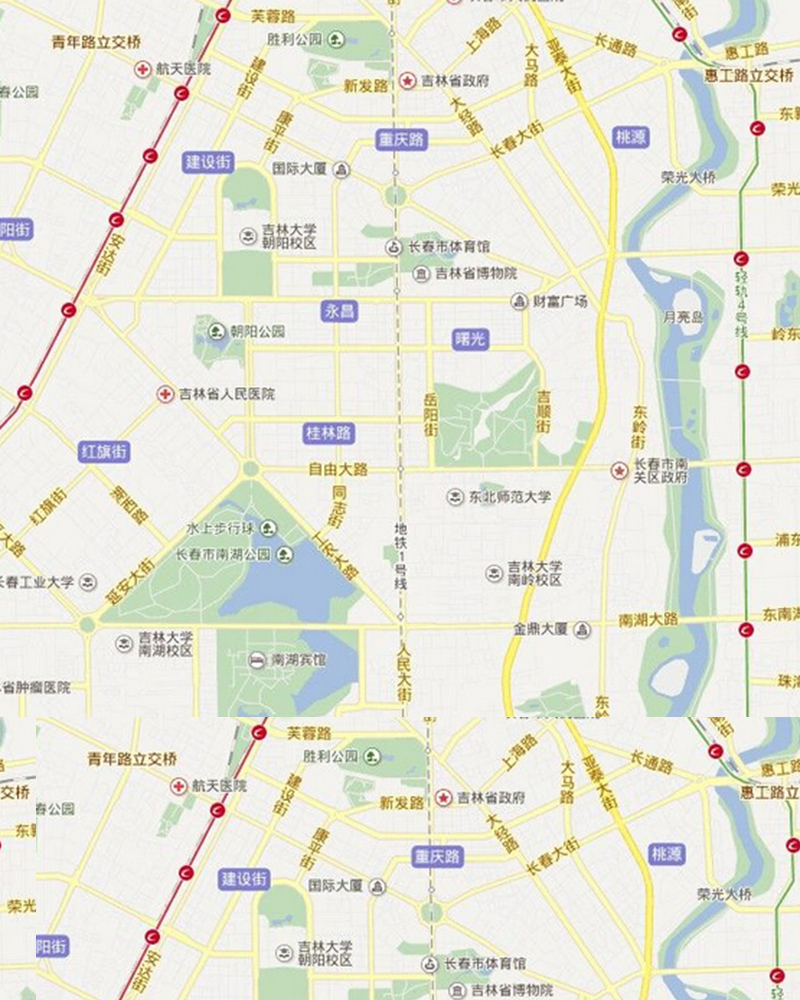 芙蓉路
胜利公园
青年路立交桥
上海路
长通路
惠工路
航天医院
建设街
新发路
吉林省政府
大马路
亚泰大街
惠工路立交桥
春公园
康平街
大经路
重庆路
长春大街
桃源
建设街
国际大厦
荣光大桥
荣光
阳街
吉林大学
朝阳校区
安达街
长春市体育馆
吉林省博物院
财富广场
轻轨4号线
永昌
月亮岛
朝阳公园
曙光
岭东
吉林省人民医院
岳阳街
吉顺街
东岭街
桂林路
红旗街
自由大路
长春市南
关区政府
红旗街
同志街
东北师范大学
水上步行球
长春市南湖公园
工农大路
地铁1号线
浦东
大路
长春工业大学
延安大街
吉林大学
南岭校区
南湖大路
东南湖
金鼎大厦
吉林大学
南湖校区
南湖宾馆
人民大街
省肿瘤医院
珠海
东岭
芙蓉路
胜利公园
青年路立交桥
上海路
长通路
惠工
航天医院
建设街
新发路
吉林省政府
大马路
亚泰大街
惠工路立
交桥
春公园
东
康平街
大经路
重庆路
长春大街
桃源
建设街
国际大厦
荣光大桥
荣光
阳街
吉林大学
朝阳校区
安达街
长春市体育馆
吉林省博物院
轻